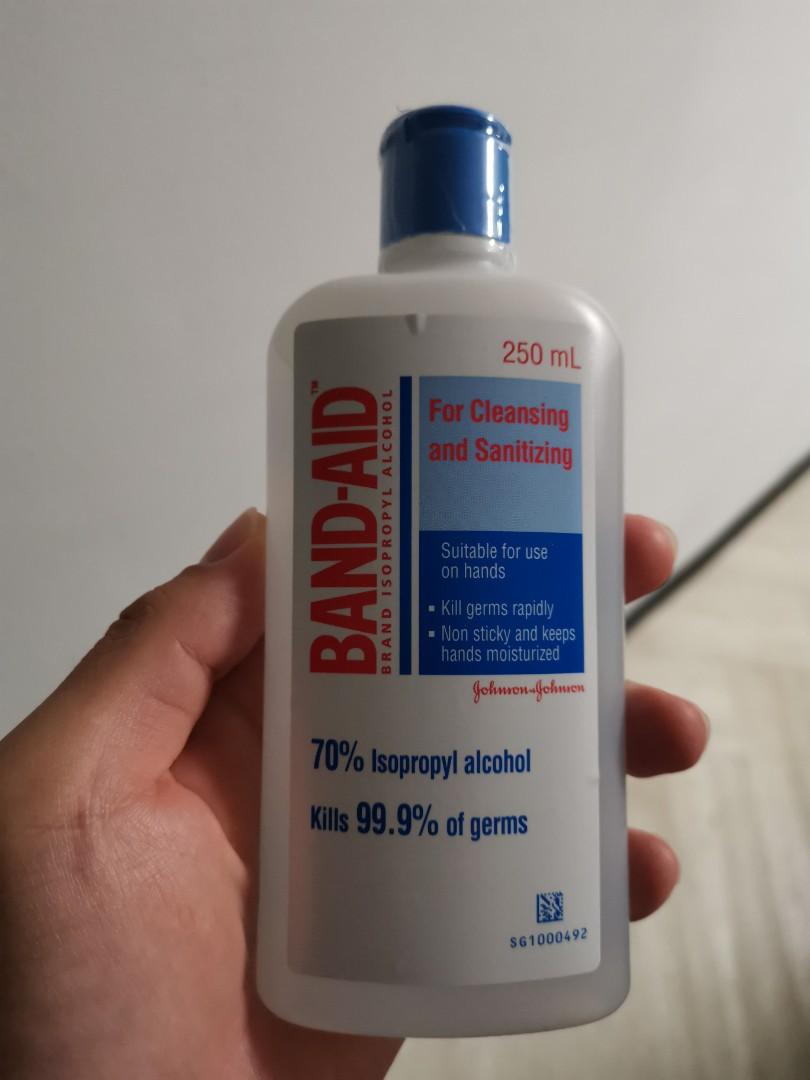 250 mL
BAND-AID™
BRAND ISOPROPYL ALCOHOL
For Cleansing
and Sanitizing
Suitable for use
on hands
▪ Kill germs rapidly
▪ Non sticky and keeps
hands moisturized
Johnson & Johnson
70% Isopropyl alcohol
Kills 99.9% of germs
SG1000492